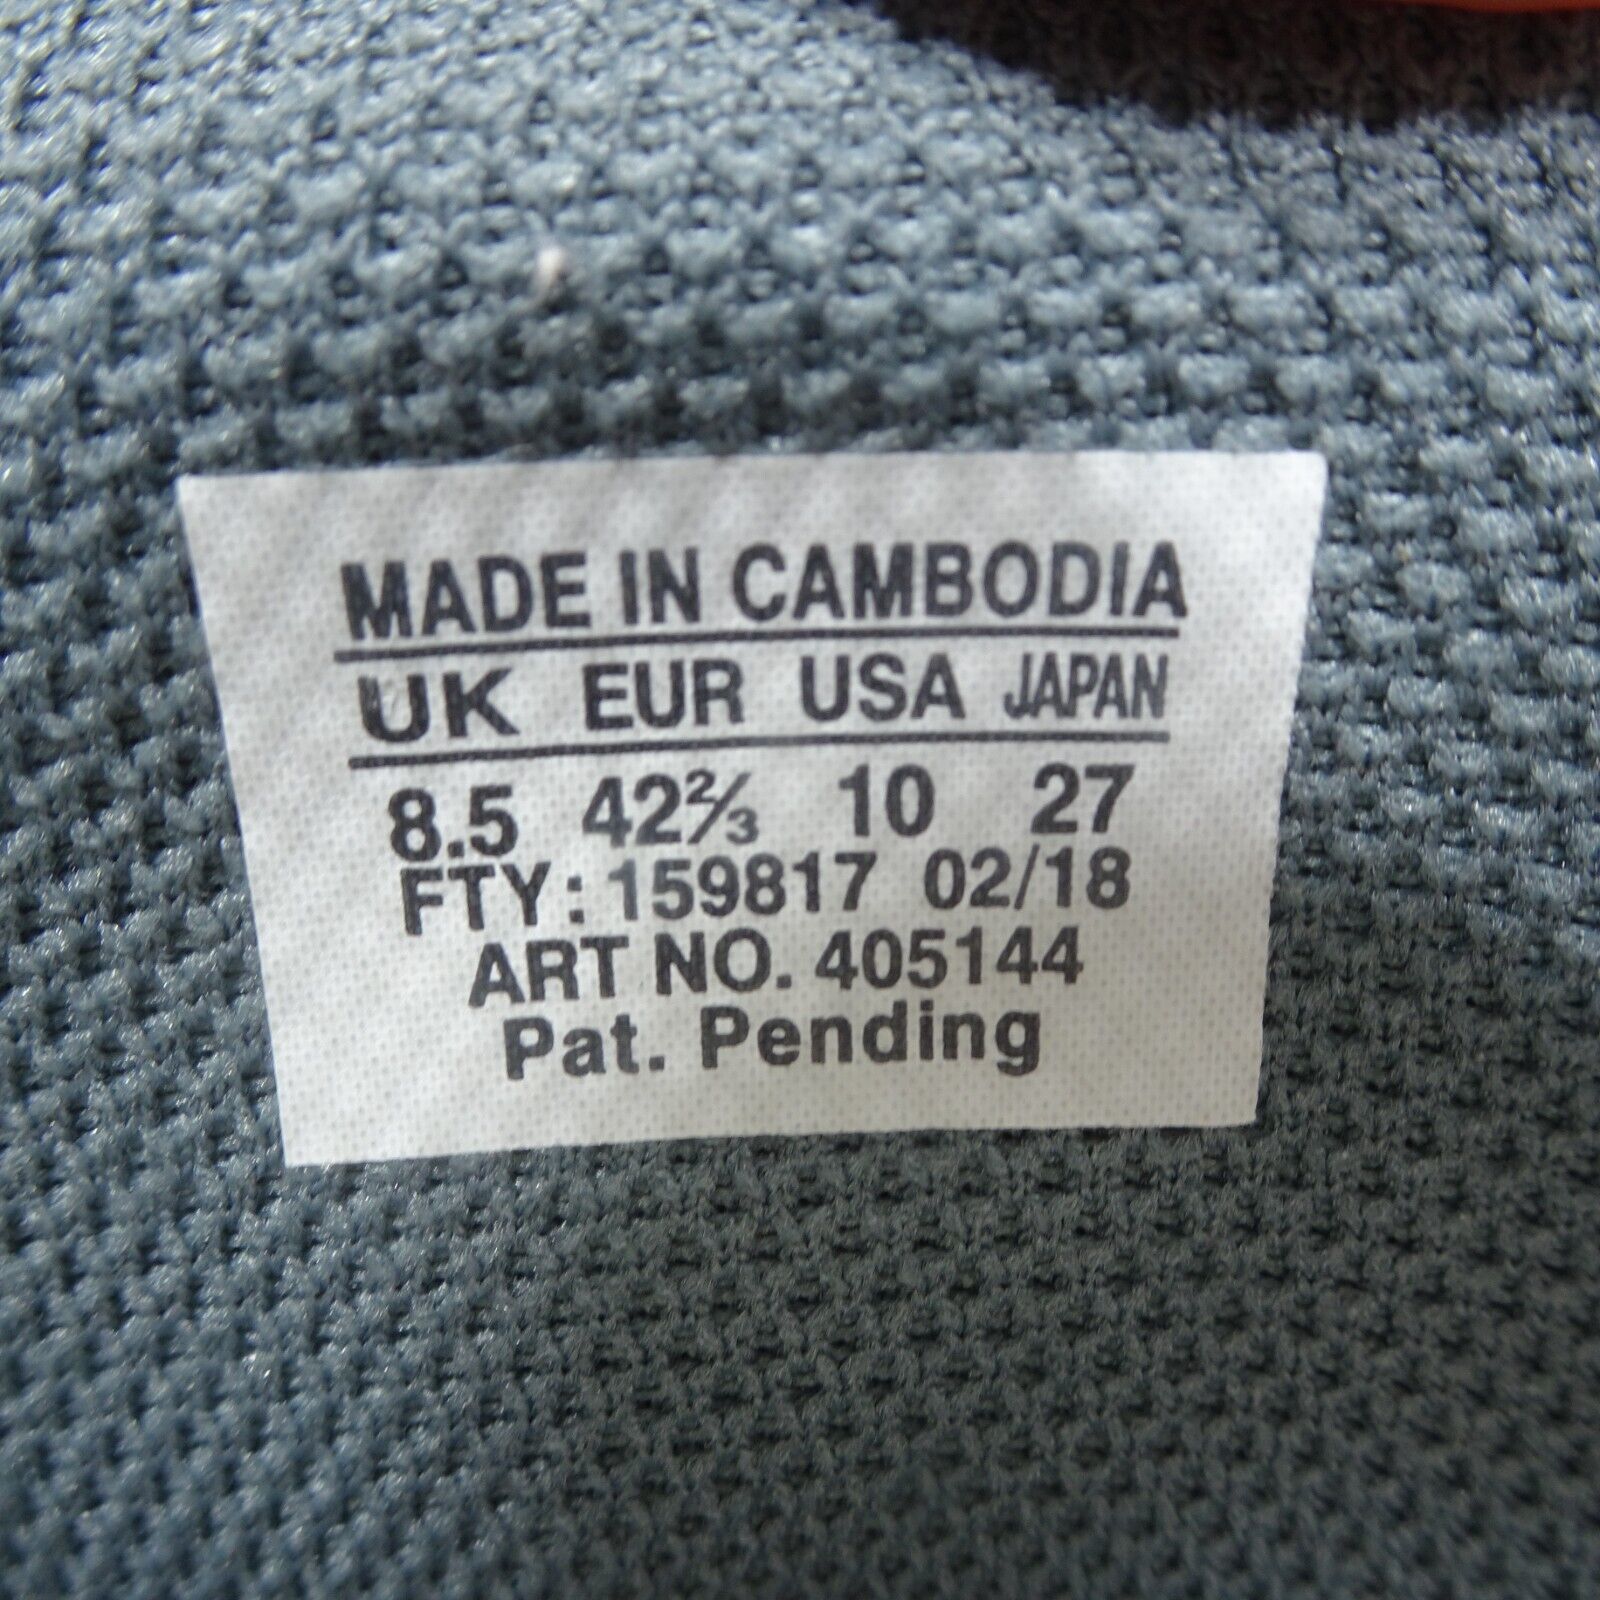 MADE IN CAMBODIA
UK EUR USA JAPAN
8.5 42⅔ 10 27
FTY: 159817 02/18
ART NO. 405144
Pat. Pending